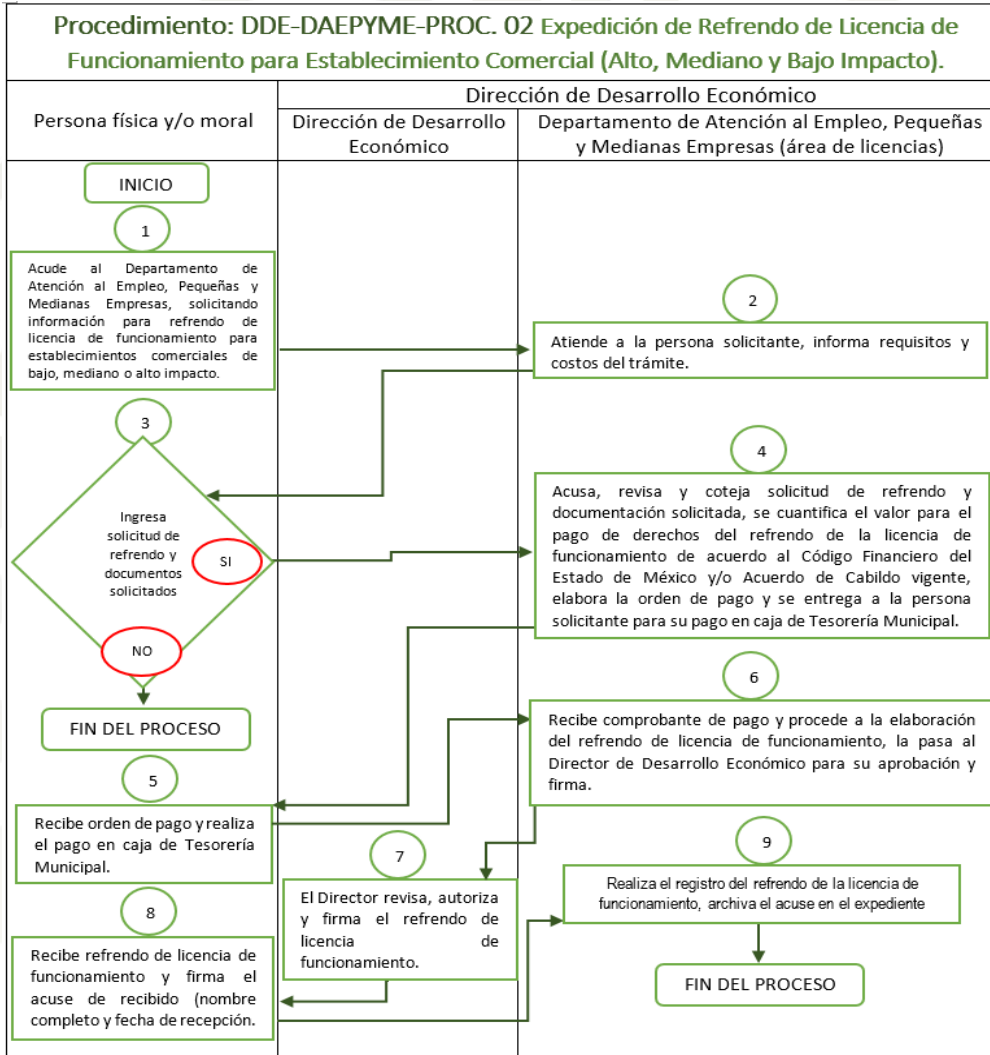 Procedimiento: DDE-DAEPYME-PROC. 02 Expedición de Refrendo de Licencia de
Funcionamiento para Establecimiento Comercial (Alto, Mediano y Bajo Impacto).
Persona física y/o moral
Dirección de Desarrollo Económico
Dirección de Desarrollo
Económico
Departamento de Atención al Empleo, Pequeñas
y Medianas Empresas (área de licencias)
INICIO
1
Acude al Departamento de
Atención al Empleo, Pequeñas y
Medianas Empresas, solicitando
información para refrendo de
licencia de funcionamiento para
establecimientos comerciales de
bajo, mediano o alto impacto.
2
Atiende a la persona solicitante, informa requisitos y
costos del trámite.
3
Ingresa
solicitud de
refrendo y
documentos
solicitados
SI
NO
FIN DEL PROCESO
4
Acusa, revisa y coteja solicitud de refrendo y
documentación solicitada, se cuantifica el valor para el
pago de derechos del refrendo de la licencia de
funcionamiento de acuerdo al Código Financiero del
Estado de México y/o Acuerdo de Cabildo vigente,
elabora la orden de pago y se entrega a la persona
solicitante para su pago en caja de Tesorería Municipal.
5
Recibe orden de pago y realiza
el pago en caja de Tesorería
Municipal.
6
Recibe comprobante de pago y procede a la elaboración
del refrendo de licencia de funcionamiento, la pasa al
Director de Desarrollo Económico para su aprobación y
firma.
7
El Director revisa, autoriza
y firma el refrendo de
licencia de
funcionamiento.
8
Recibe refrendo de licencia de
funcionamiento y firma el
acuse de recibido (nombre
completo y fecha de recepción.
9
Realiza el registro del refrendo de la licencia de
funcionamiento, archiva el acuse en el expediente
FIN DEL PROCESO